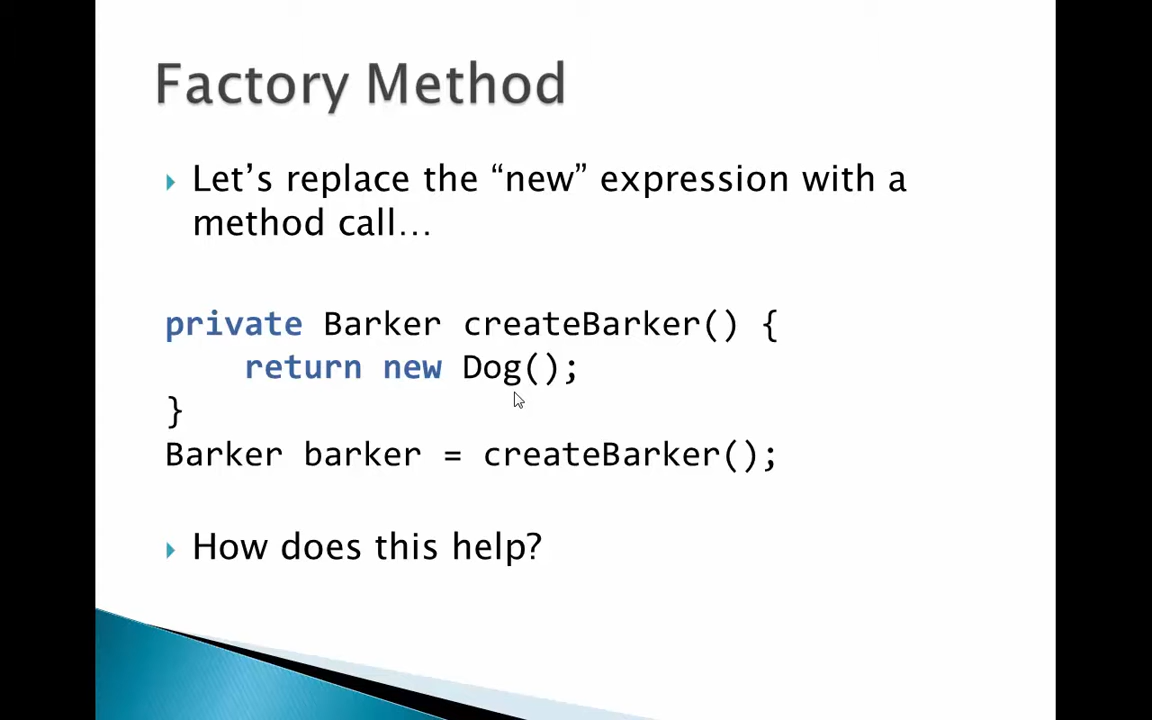 Factory Method
Let’s replace the “new” expression with a
method call…
private Barker createBarker() {
    return new Dog();
}
Barker barker = createBarker();
How does this help?